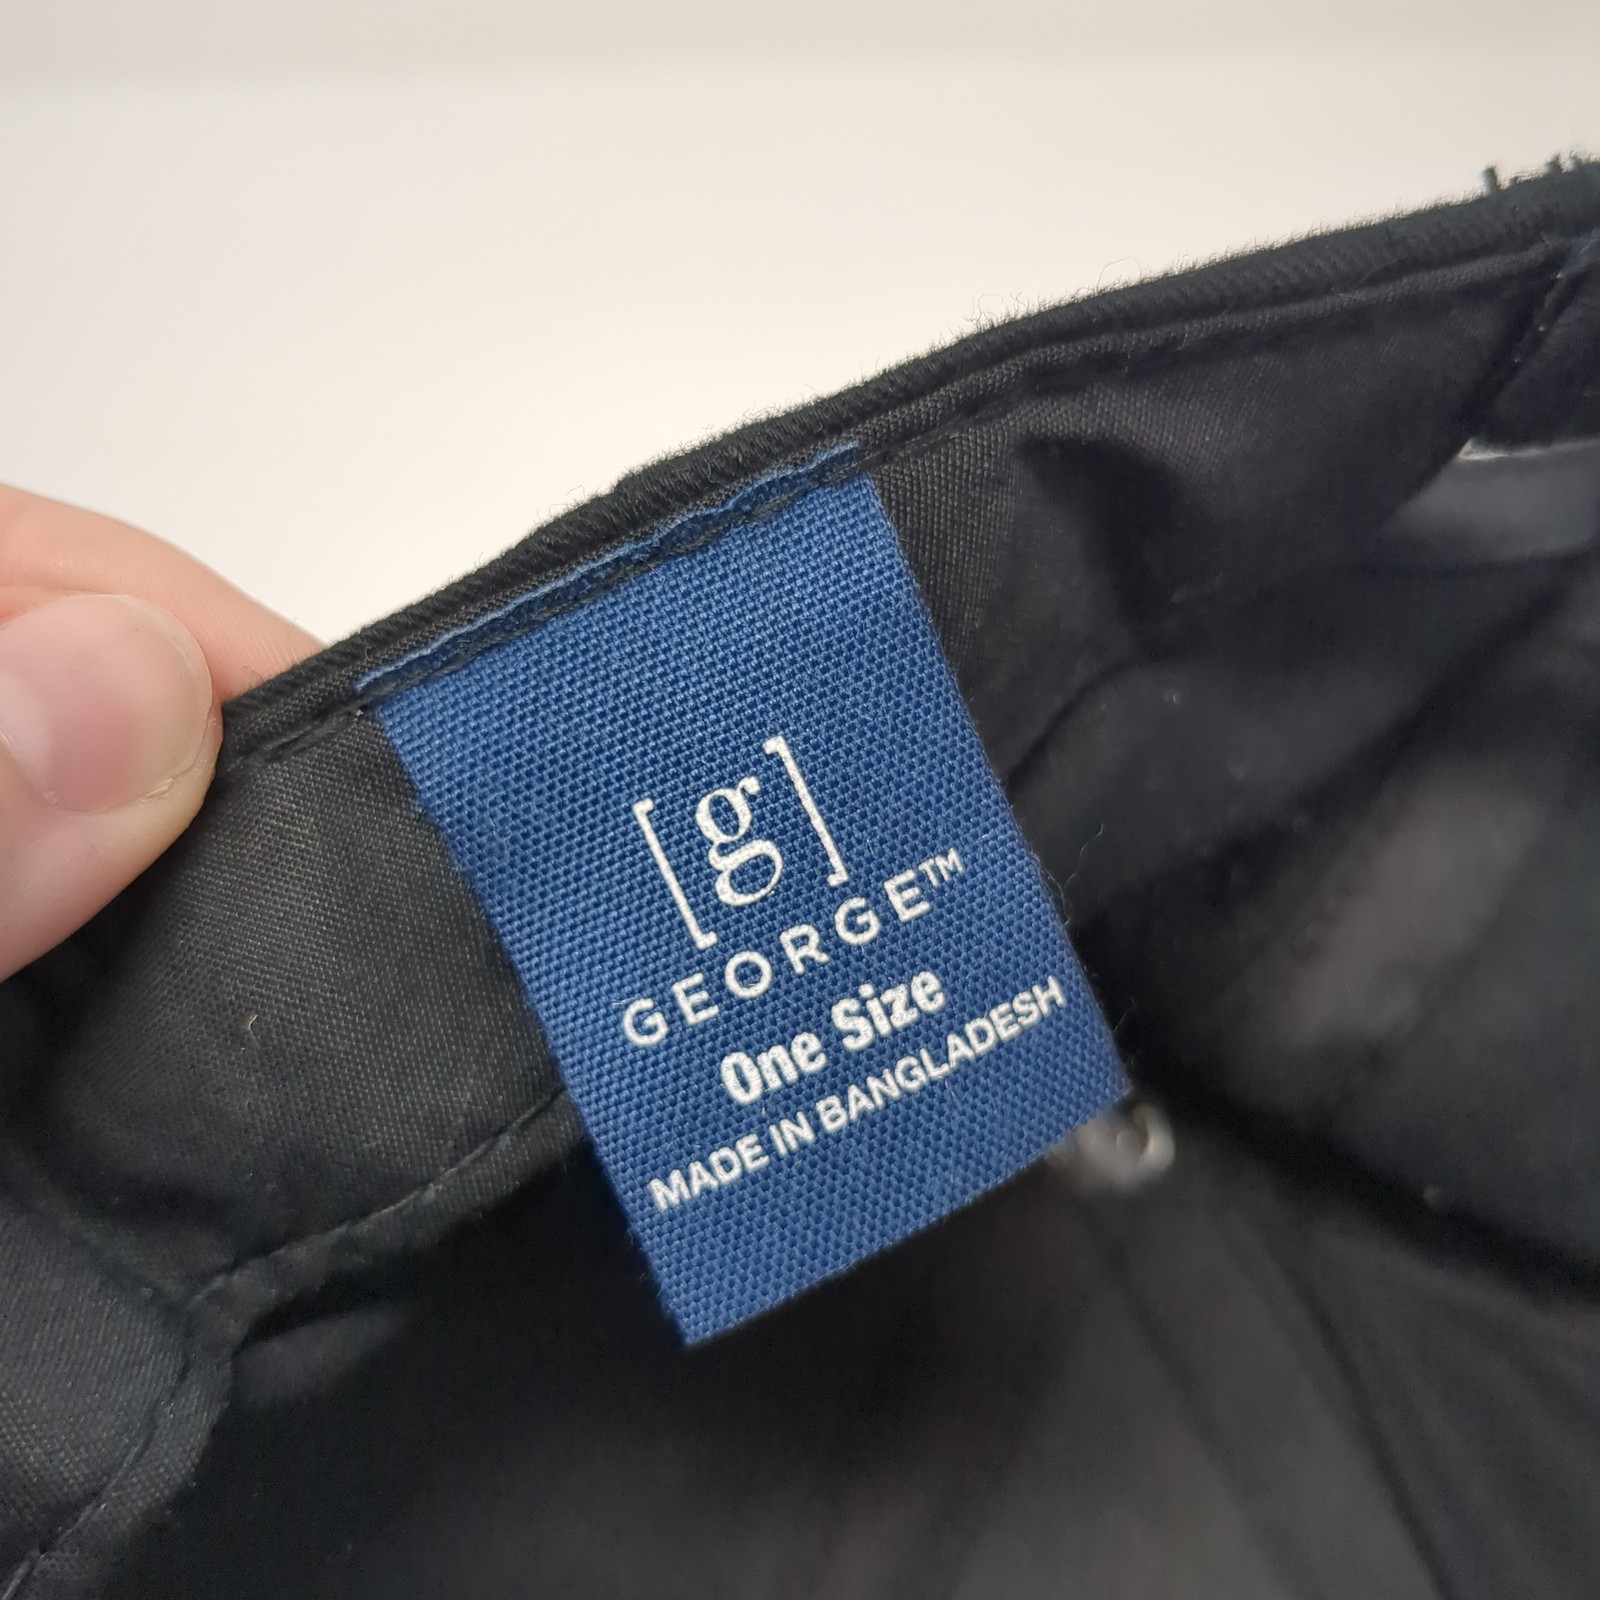 [g]
GEORGE™
One Size
MADE IN BANGLADESH